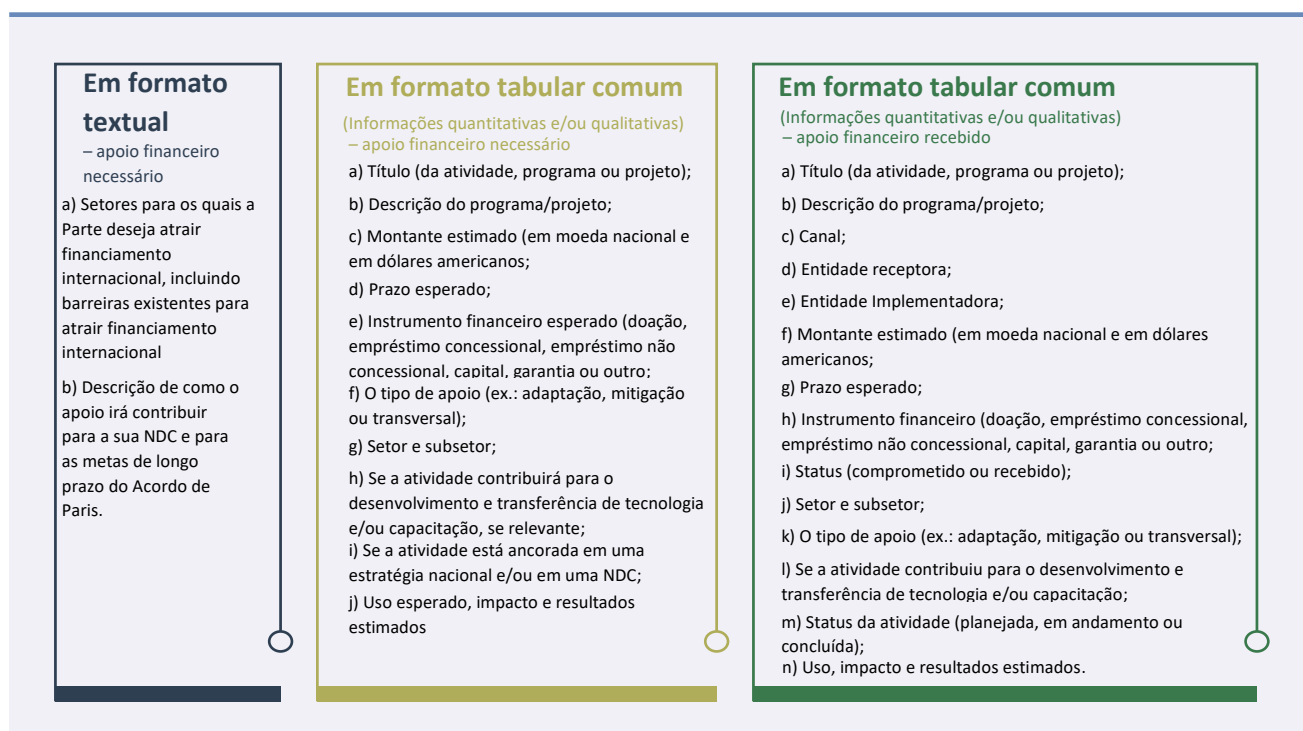 Em formato
textual
– apoio financeiro
necessário
a) Setores para os quais a
Parte deseja atrair
financiamento
internacional, incluindo
barreiras existentes para
atrair financiamento
internacional
b) Descrição de como o
apoio irá contribuir
para a sua NDC e para
as metas de longo
prazo do Acordo de
Paris.
Em formato tabular comum
(Informações quantitativas e/ou qualitativas)
– apoio financeiro necessário
a) Título (da atividade, programa ou projeto);
b) Descrição do programa/projeto;
c) Montante estimado (em moeda nacional e
em dólares americanos;
d) Prazo esperado;
e) Instrumento financeiro esperado (doação,
empréstimo concessional, empréstimo não
concessional, capital, garantia ou outro;
f) O tipo de apoio (ex.: adaptação, mitigação
ou transversal);
g) Setor e subsetor;
h) Se a atividade contribuirá para o
desenvolvimento e transferência de tecnologia
e/ou capacitação, se relevante;
i) Se a atividade está ancorada em uma
estratégia nacional e/ou em uma NDC;
j) Uso esperado, impacto e resultados
estimados
Em formato tabular comum
(Informações quantitativas e/ou qualitativas)
– apoio financeiro recebido
a) Título (da atividade, programa ou projeto);
b) Descrição do programa/projeto;
c) Canal;
d) Entidade receptora;
e) Entidade Implementadora;
f) Montante estimado (em moeda nacional e em dólares
americanos;
g) Prazo esperado;
h) Instrumento financeiro (doação, empréstimo concessional,
empréstimo não concessional, capital, garantia ou outro;
i) Status (comprometido ou recebido);
j) Setor e subsetor;
k) O tipo de apoio (ex.: adaptação, mitigação ou transversal);
l) Se a atividade contribuiu para o desenvolvimento e
transferência de tecnologia e/ou capacitação;
m) Status da atividade (planejada, em andamento ou
concluída);
n) Uso, impacto e resultados estimados.